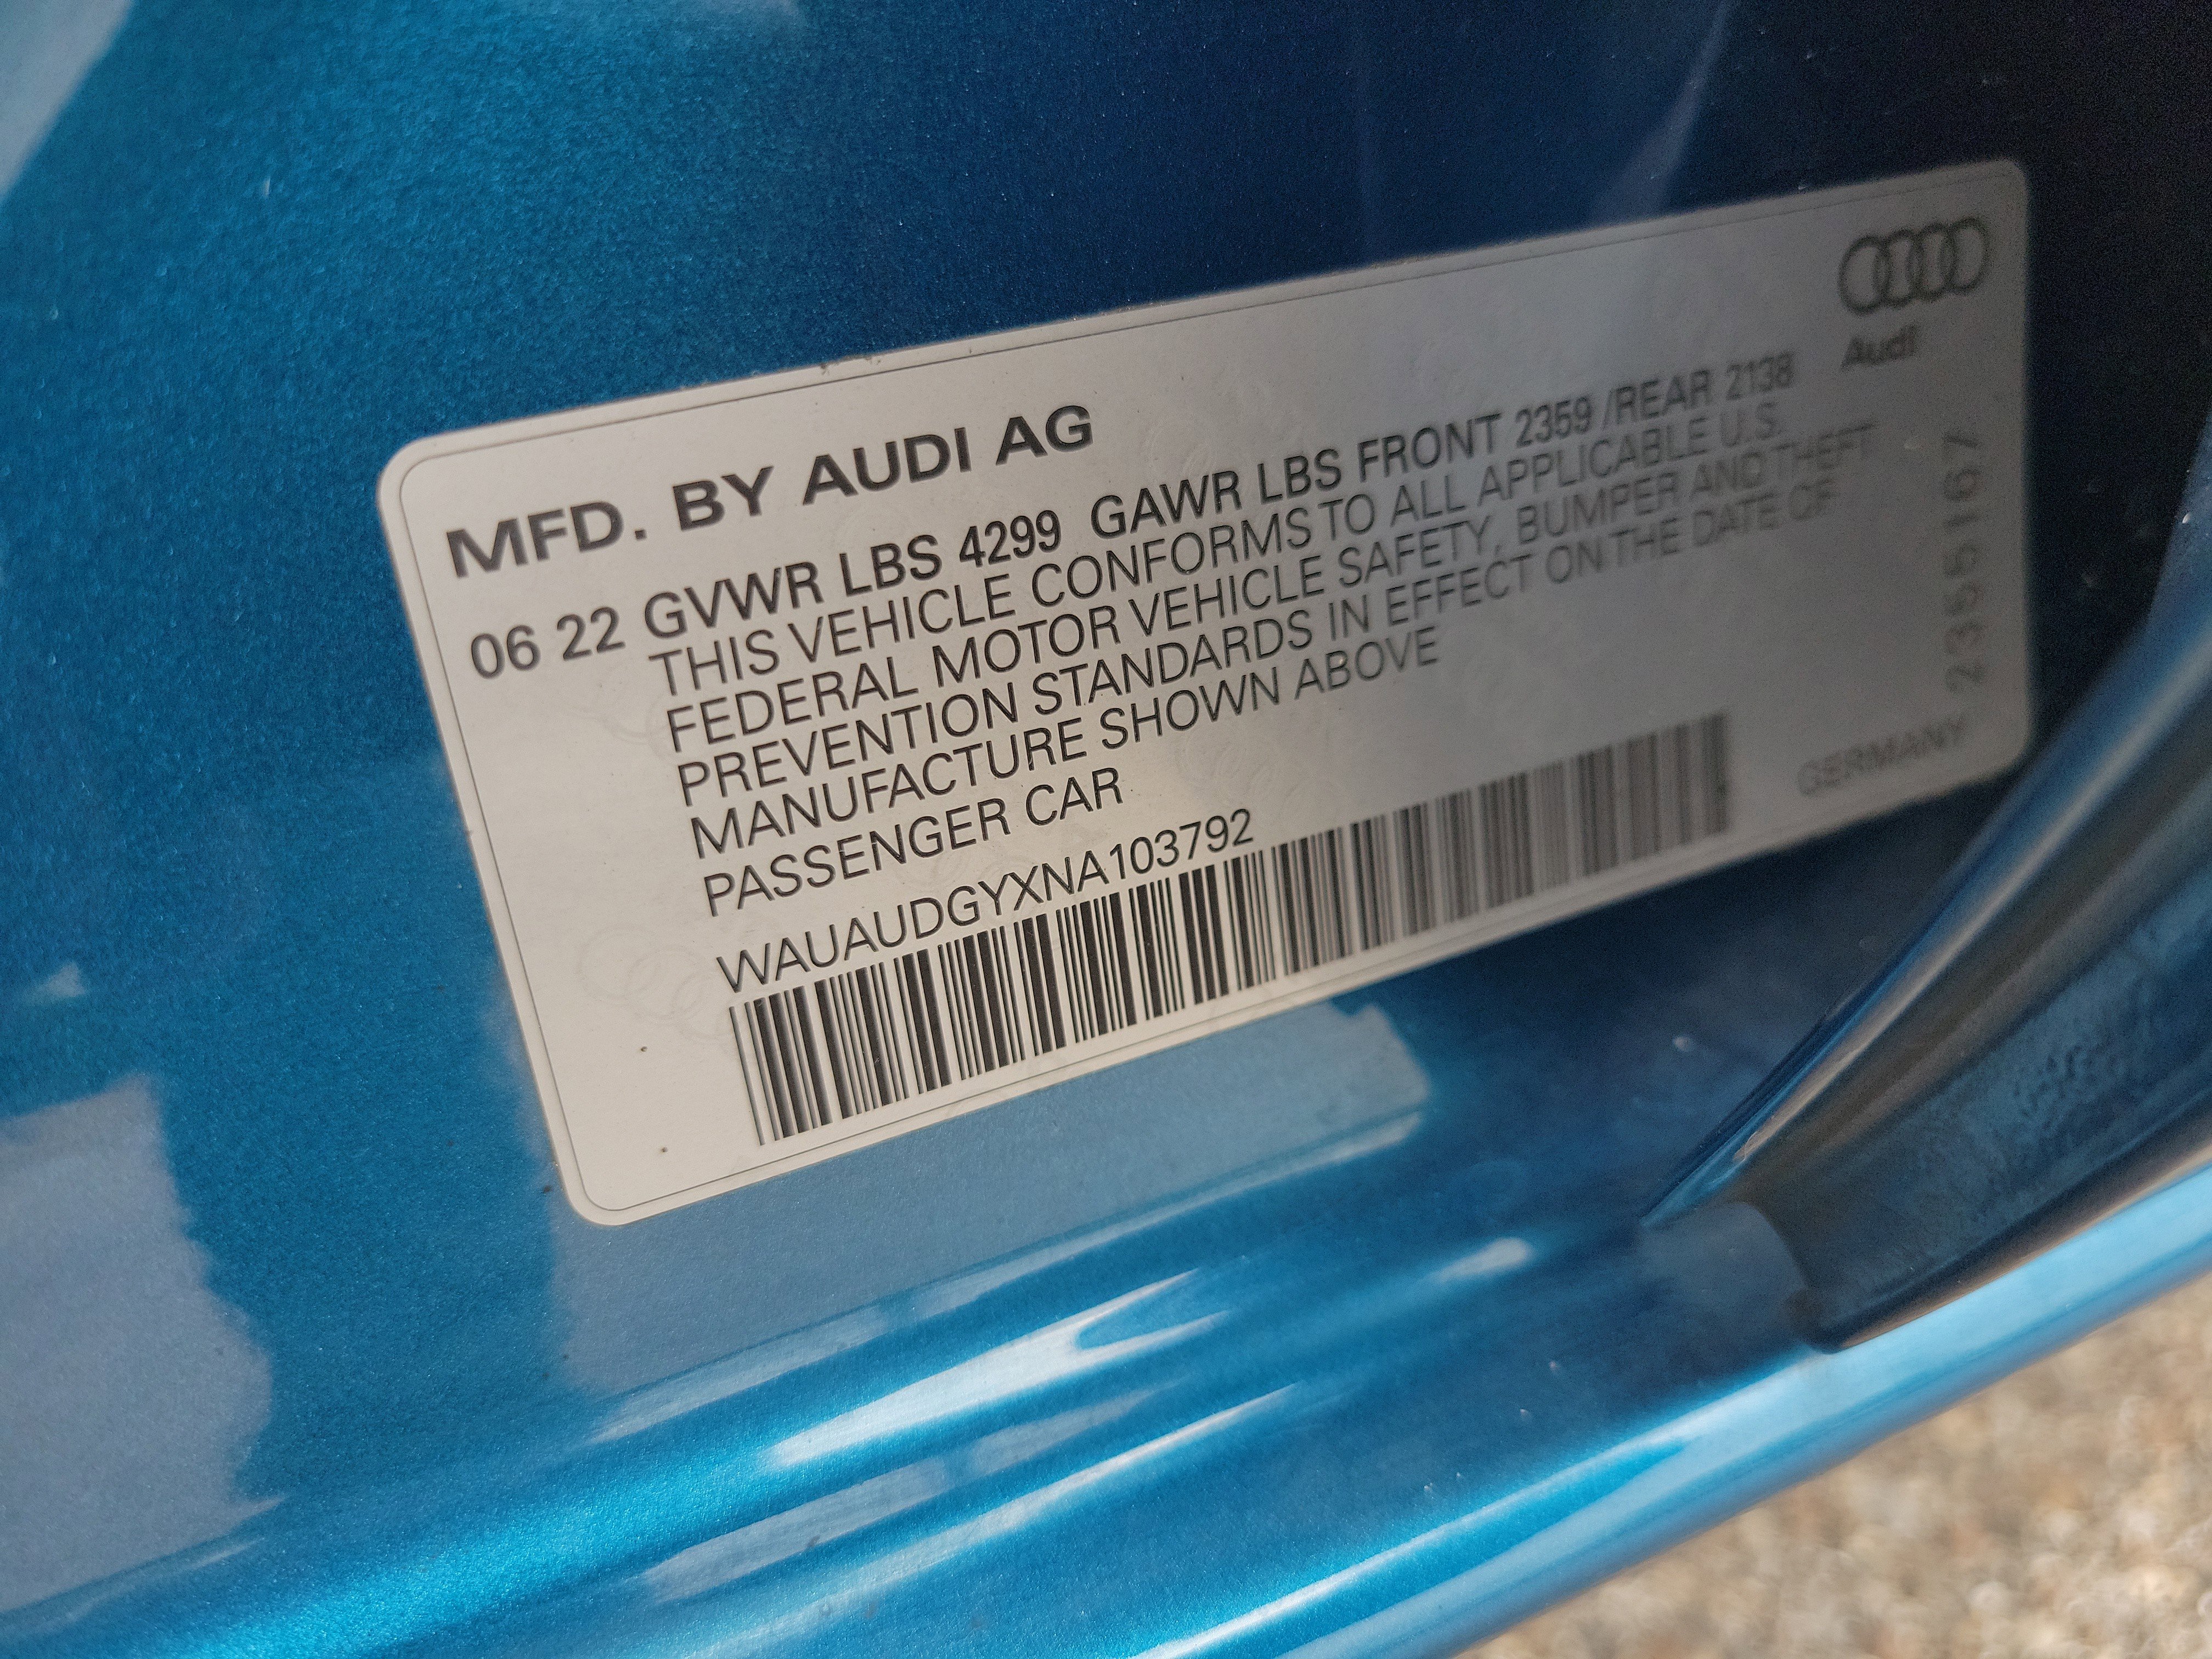 Audi
MFD. BY AUDI AG
06 22 GVWR LBS 4299 GAWR LBS FRONT 2359 /REAR 2138
THIS VEHICLE CONFORMS TO ALL APPLICABLE U.S.
FEDERAL MOTOR VEHICLE SAFETY, BUMPER AND THEFT
PREVENTION STANDARDS IN EFFECT ON THE DATE OF
MANUFACTURE SHOWN ABOVE
PASSENGER CAR
WAUAUDGYXNA103792
GERMANY
2355167